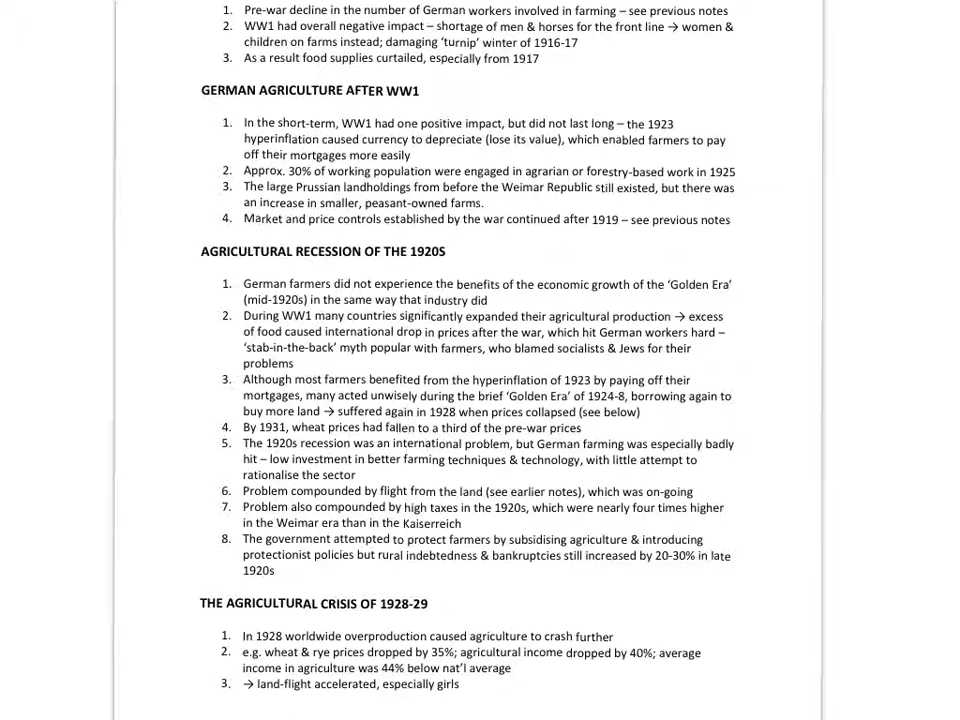 1. Pre-war decline in the number of German workers involved in farming – see previous notes
2. WW1 had overall negative impact – shortage of men & horses for the front line → women &
children on farms instead; damaging ‘turnip’ winter of 1916-17
3. As a result food supplies curtailed, especially from 1917
GERMAN AGRICULTURE AFTER WW1
1. In the short-term, WW1 had one positive impact, but did not last long – the 1923
hyperinflation caused currency to depreciate (lose its value), which enabled farmers to pay
off their mortgages more easily
2. Approx. 30% of working population were engaged in agrarian or forestry-based work in 1925
3. The large Prussian landholdings from before the Weimar Republic still existed, but there was
an increase in smaller, peasant-owned farms.
4. Market and price controls established by the war continued after 1919 – see previous notes
AGRICULTURAL RECESSION OF THE 1920S
1. German farmers did not experience the benefits of the economic growth of the ‘Golden Era’
(mid-1920s) in the same way that industry did
2. During WW1 many countries significantly expanded their agricultural production → excess
of food caused international drop in prices after the war, which hit German workers hard –
‘stab-in-the-back’ myth popular with farmers, who blamed socialists & Jews for their
problems
3. Although most farmers benefited from the hyperinflation of 1923 by paying off their
mortgages, many acted unwisely during the brief ‘Golden Era’ of 1924-8, borrowing again to
buy more land → suffered again in 1928 when prices collapsed (see below)
4. By 1931, wheat prices had fallen to a third of the pre-war prices
5. The 1920s recession was an international problem, but German farming was especially badly
hit – low investment in better farming techniques & technology, with little attempt to
rationalise the sector
6. Problem compounded by flight from the land (see earlier notes), which was on-going
7. Problem also compounded by high taxes in the 1920s, which were nearly four times higher
in the Weimar era than in the Kaiserreich
8. The government attempted to protect farmers by subsidising agriculture & introducing
protectionist policies but rural indebtedness & bankruptcies still increased by 20-30% in late
1920s
THE AGRICULTURAL CRISIS OF 1928-29
1. In 1928 worldwide overproduction caused agriculture to crash further
2. e.g. wheat & rye prices dropped by 35%; agricultural income dropped by 40%; average
income in agriculture was 44% below nat’l average
3. → land-flight accelerated, especially girls